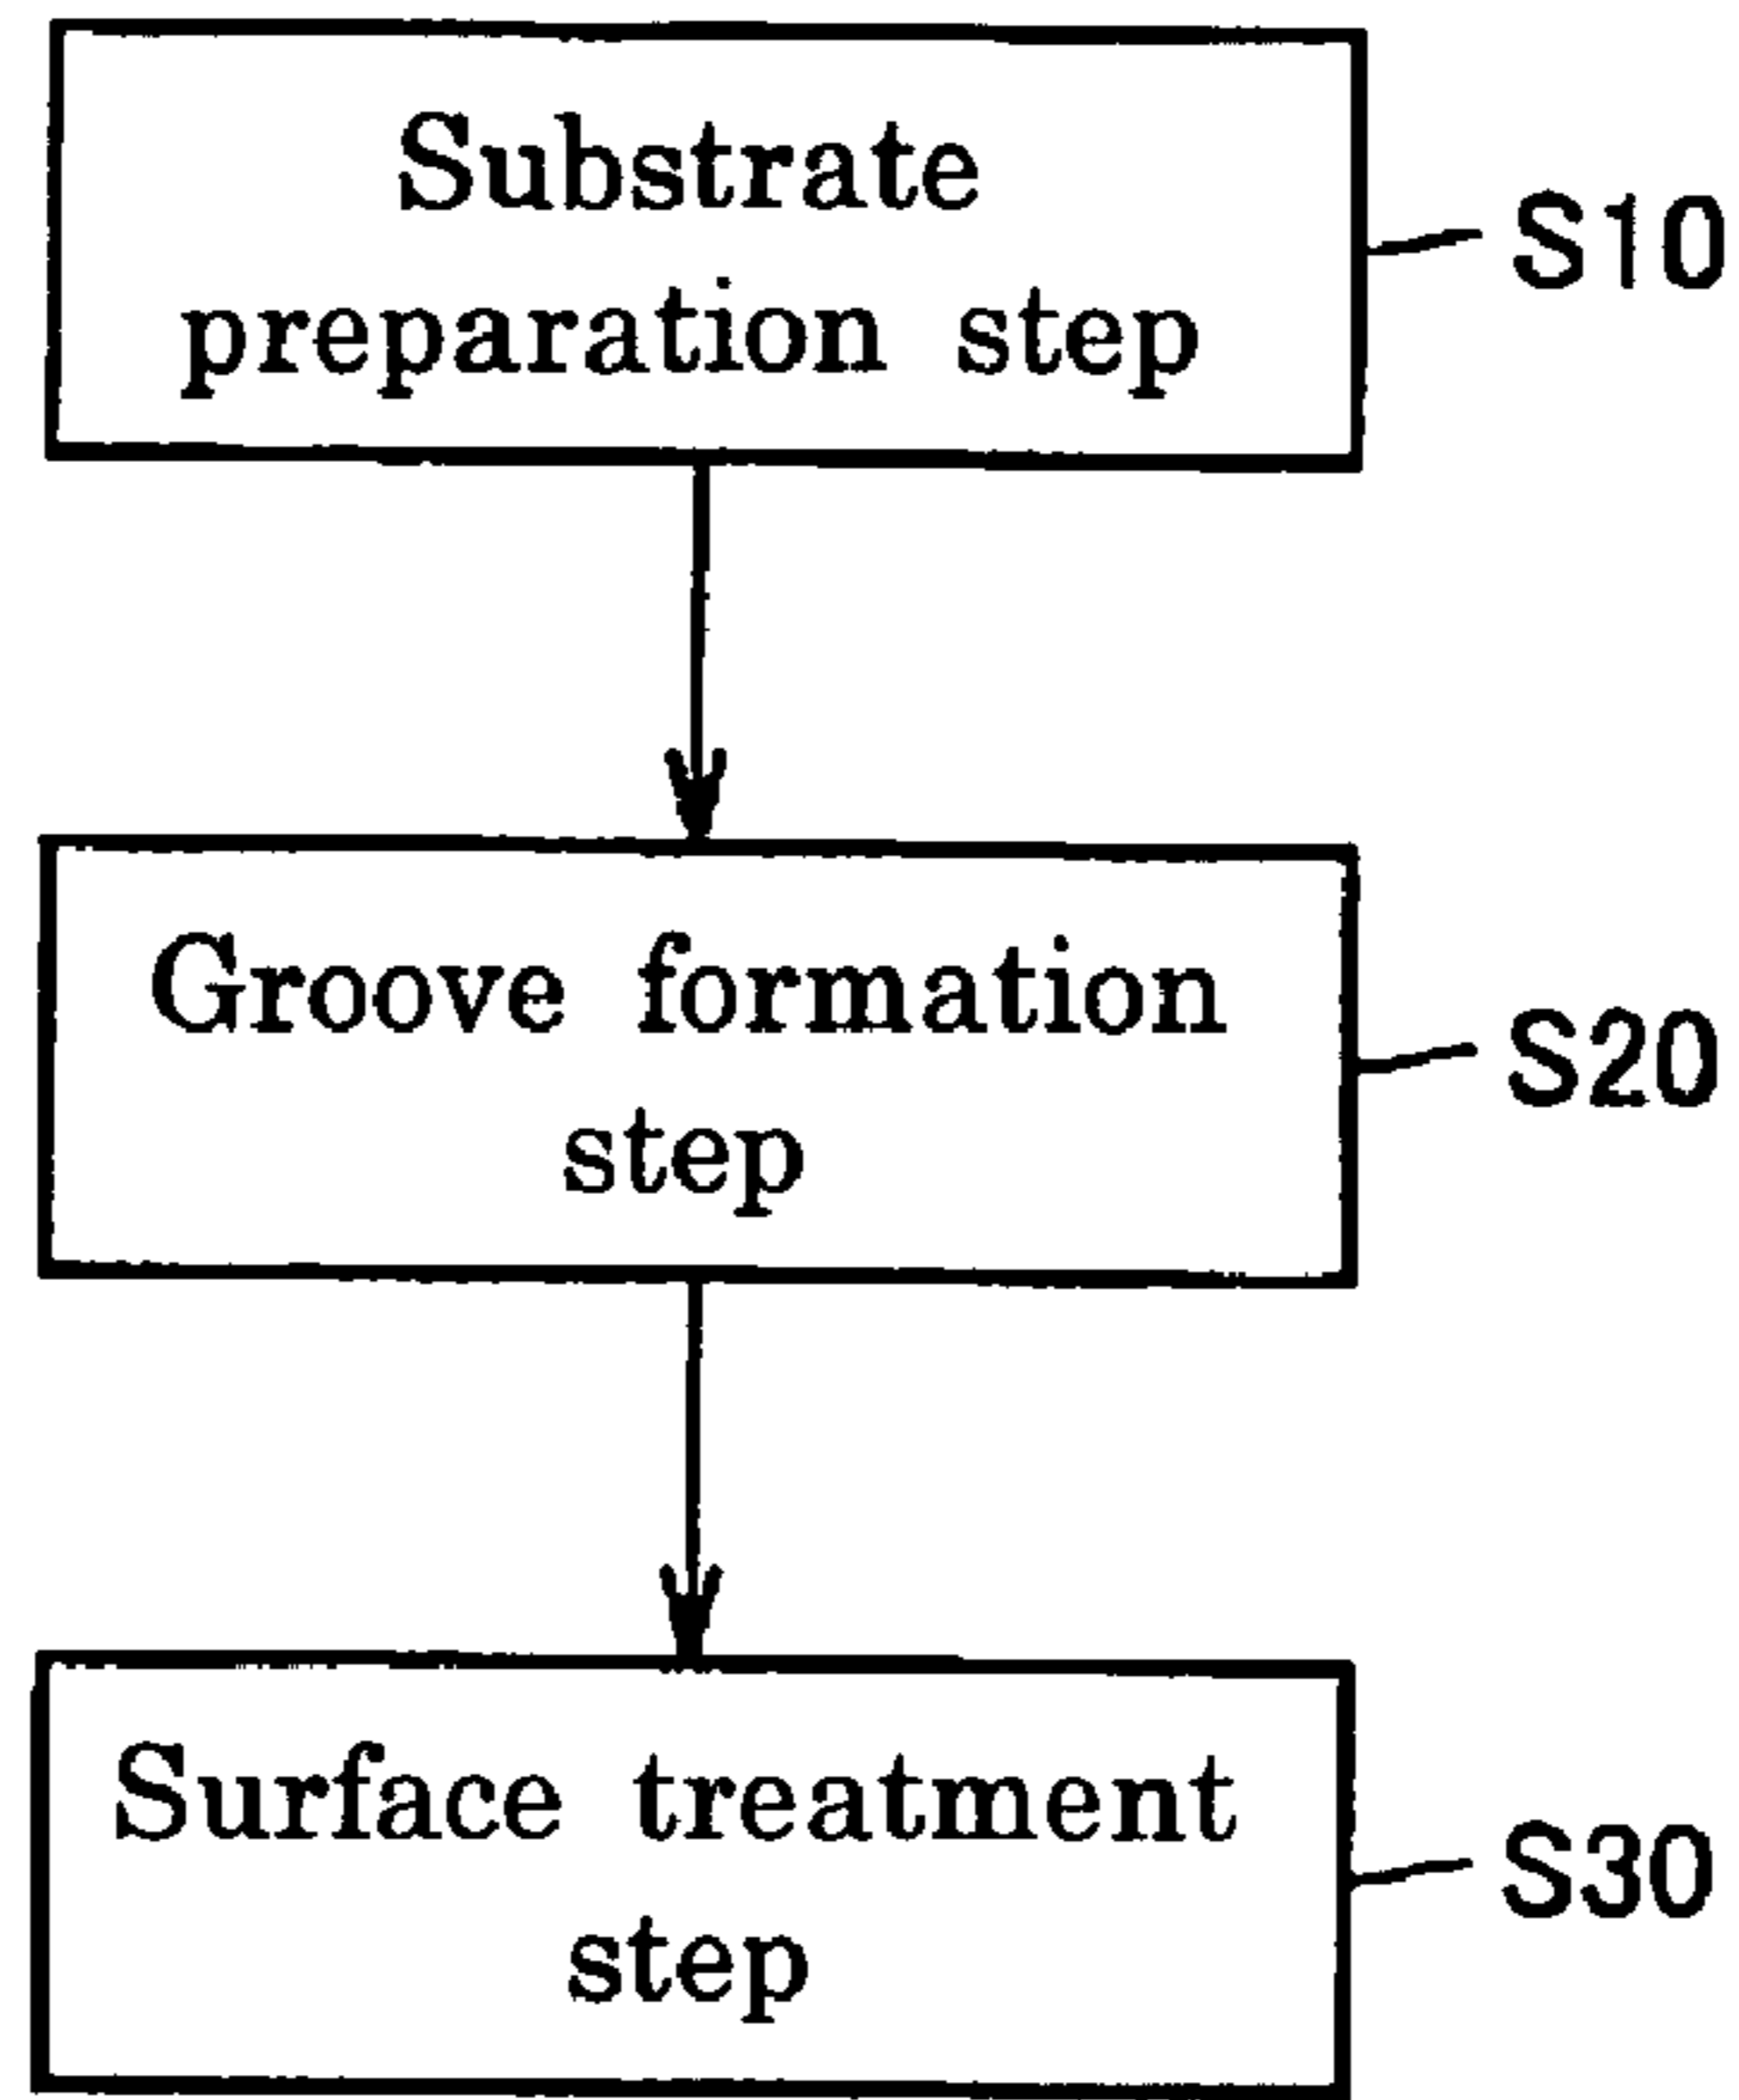 Substrate
preparation step
S10
Groove formation
step
S20
Surface treatment
step
S30